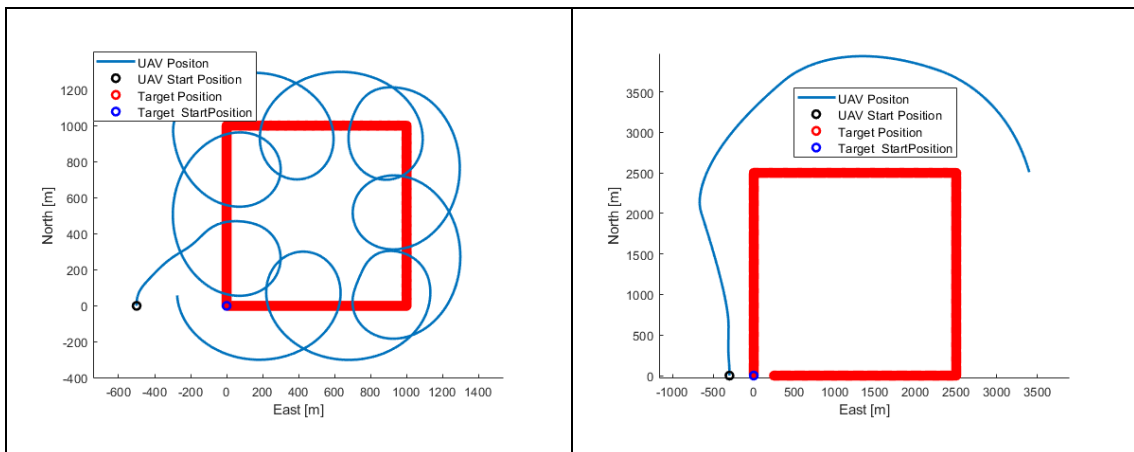 UAV Positon
UAV Start Position
Target Position
Target StartPosition
1200
1000
800
600
400
200
0
-200
-400
North [m]
-600 -400 -200 0 200 400 600 800 1000 1200 1400
East [m]
UAV Positon
UAV Start Position
Target Position
Target StartPosition
3500
3000
2500
2000
1500
1000
500
0
North [m]
-1000 -500 0 500 1000 1500 2000 2500 3000 3500
East [m]